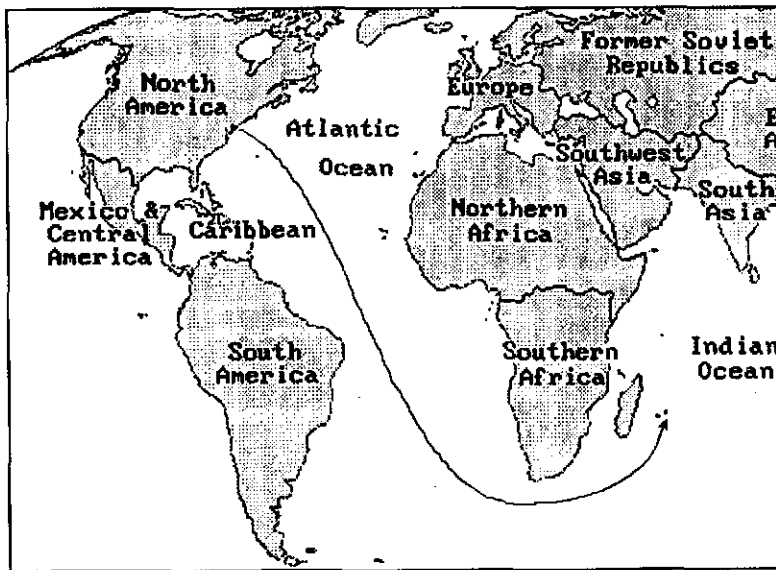 North
America
Atlantic
Ocean
Mexico &
Central
America
Caribbean
South
America
Europe
Former Soviet
Republics
Southwest
Asia
South
Asia
E
A
Northern
Africa
Southern
Africa
Indian
Ocean